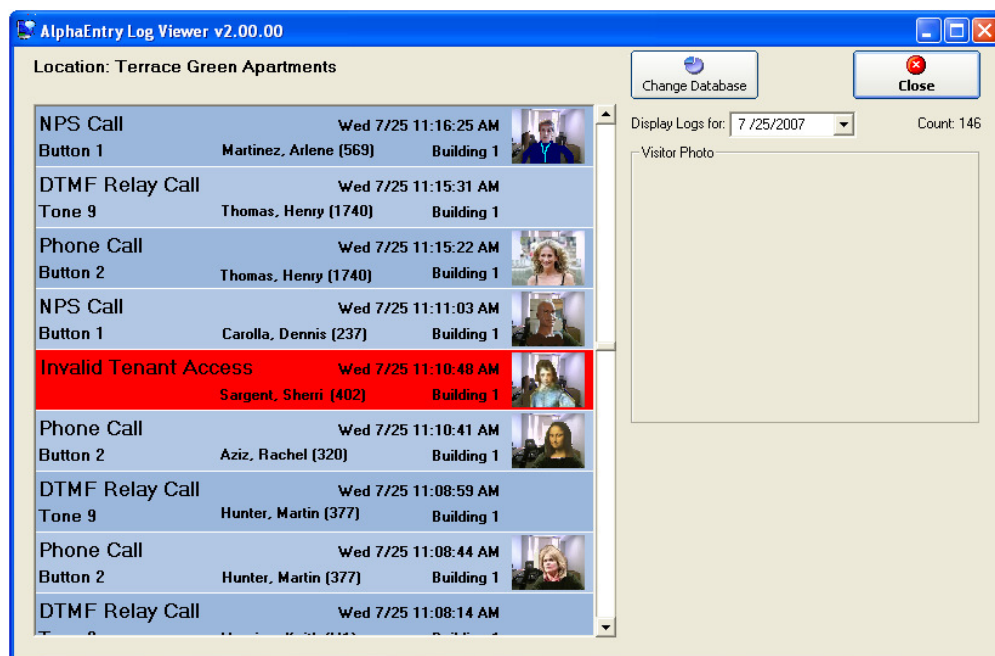 AlphaEntry Log Viewer v2.00.00
Location: Terrace Green Apartments
Change Database
Close
Display Logs for: 7 /25/2007
Count: 146
Visitor Photo
NPS Call Wed 7/25 11:16:25 AM
Button 1 Martinez, Arlene (569) Building 1
DTMF Relay Call Wed 7/25 11:15:31 AM
Tone 9 Thomas, Henry (1740) Building 1
Phone Call Wed 7/25 11:15:22 AM
Button 2 Thomas, Henry (1740) Building 1
NPS Call Wed 7/25 11:11:03 AM
Button 1 Carolla, Dennis (237) Building 1
Invalid Tenant Access Wed 7/25 11:10:48 AM
Sargent, Sherri (402) Building 1
Phone Call Wed 7/25 11:10:41 AM
Button 2 Aziz, Rachel (320) Building 1
DTMF Relay Call Wed 7/25 11:08:59 AM
Tone 9 Hunter, Martin (377) Building 1
Phone Call Wed 7/25 11:08:44 AM
Button 2 Hunter, Martin (377) Building 1
DTMF Relay Call Wed 7/25 11:08:14 AM